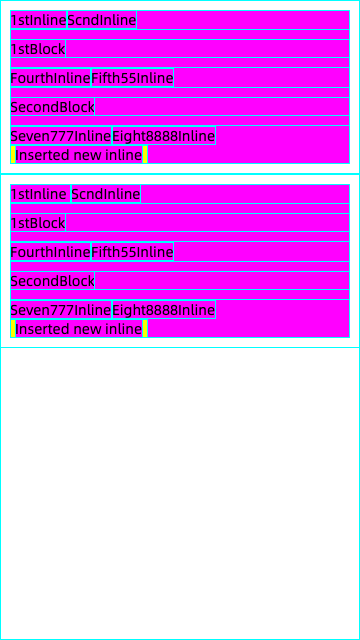 1stInlineScndInline
1stBlock
FourthInlineFifth55Inline
SecondBlock
Seven777InlineEight8888Inline
Inserted new inline
1stInline ScndInline
1stBlock
FourthInlineFifth55Inline
SecondBlock
Seven777InlineEight8888Inline
Inserted new inline